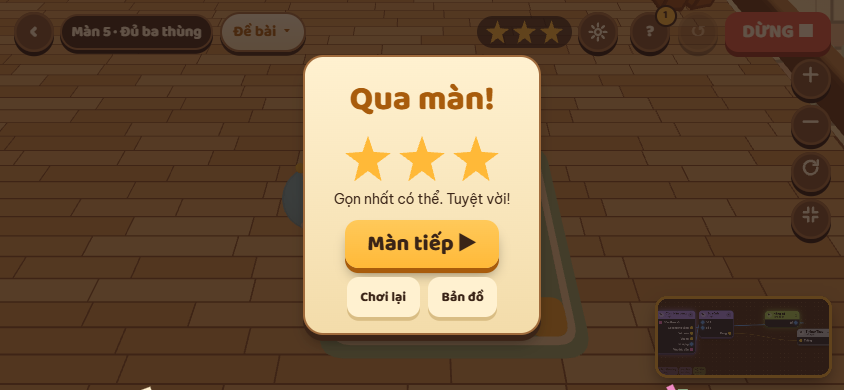 Màn 5 · Đủ ba thùng
Đề bài
?
1
DỪNG
Qua màn!
Gọn nhất có thể. Tuyệt vời!
Màn tiếp
Chơi lại
Bản đồ